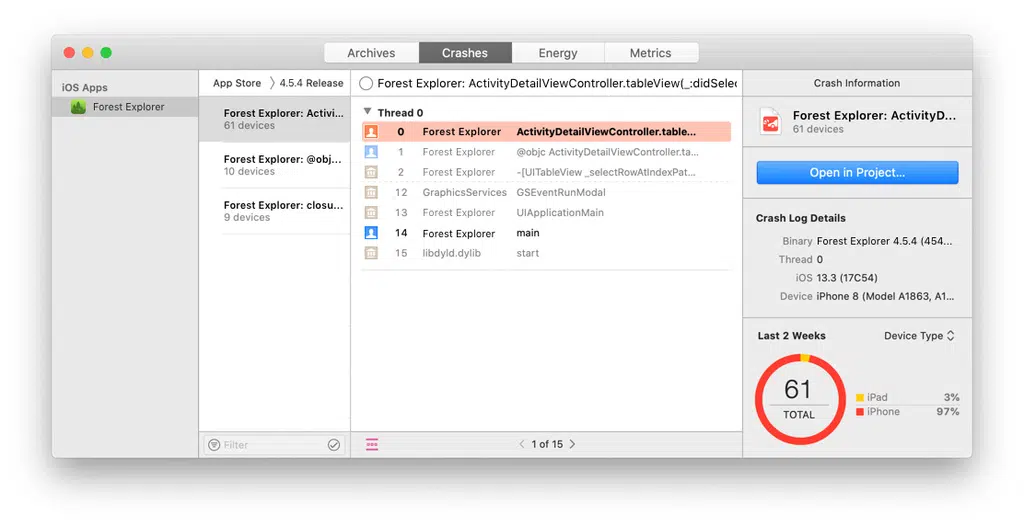 Archives
Crashes
Energy
Metrics
iOS Apps
Forest Explorer
App Store 〉 4.5.4 Release
Forest Explorer: Activi...
61 devices
Forest Explorer: @obj...
10 devices
Forest Explorer: closu...
9 devices
Filter
Forest Explorer: ActivityDetailViewController.tableView(_:didSelec
Thread 0
0 Forest Explorer ActivityDetailViewController.table...
1 Forest Explorer @objc ActivityDetailViewController.ta...
2 Forest Explorer -[UITableView _selectRowAtIndexPat...
12 GraphicsServices GSEventRunModal
13 Forest Explorer UIApplicationMain
14 Forest Explorer main
15 libdyld.dylib start
1 of 15
Crash Information
Forest Explorer: ActivityD...
61 devices
Open in Project...
Crash Log Details
Binary Forest Explorer 4.5.4 (454...
Thread 0
iOS 13.3 (17C54)
Device iPhone 8 (Model A1863, A1...
Last 2 Weeks
Device Type
61
TOTAL
iPad 3%
iPhone 97%